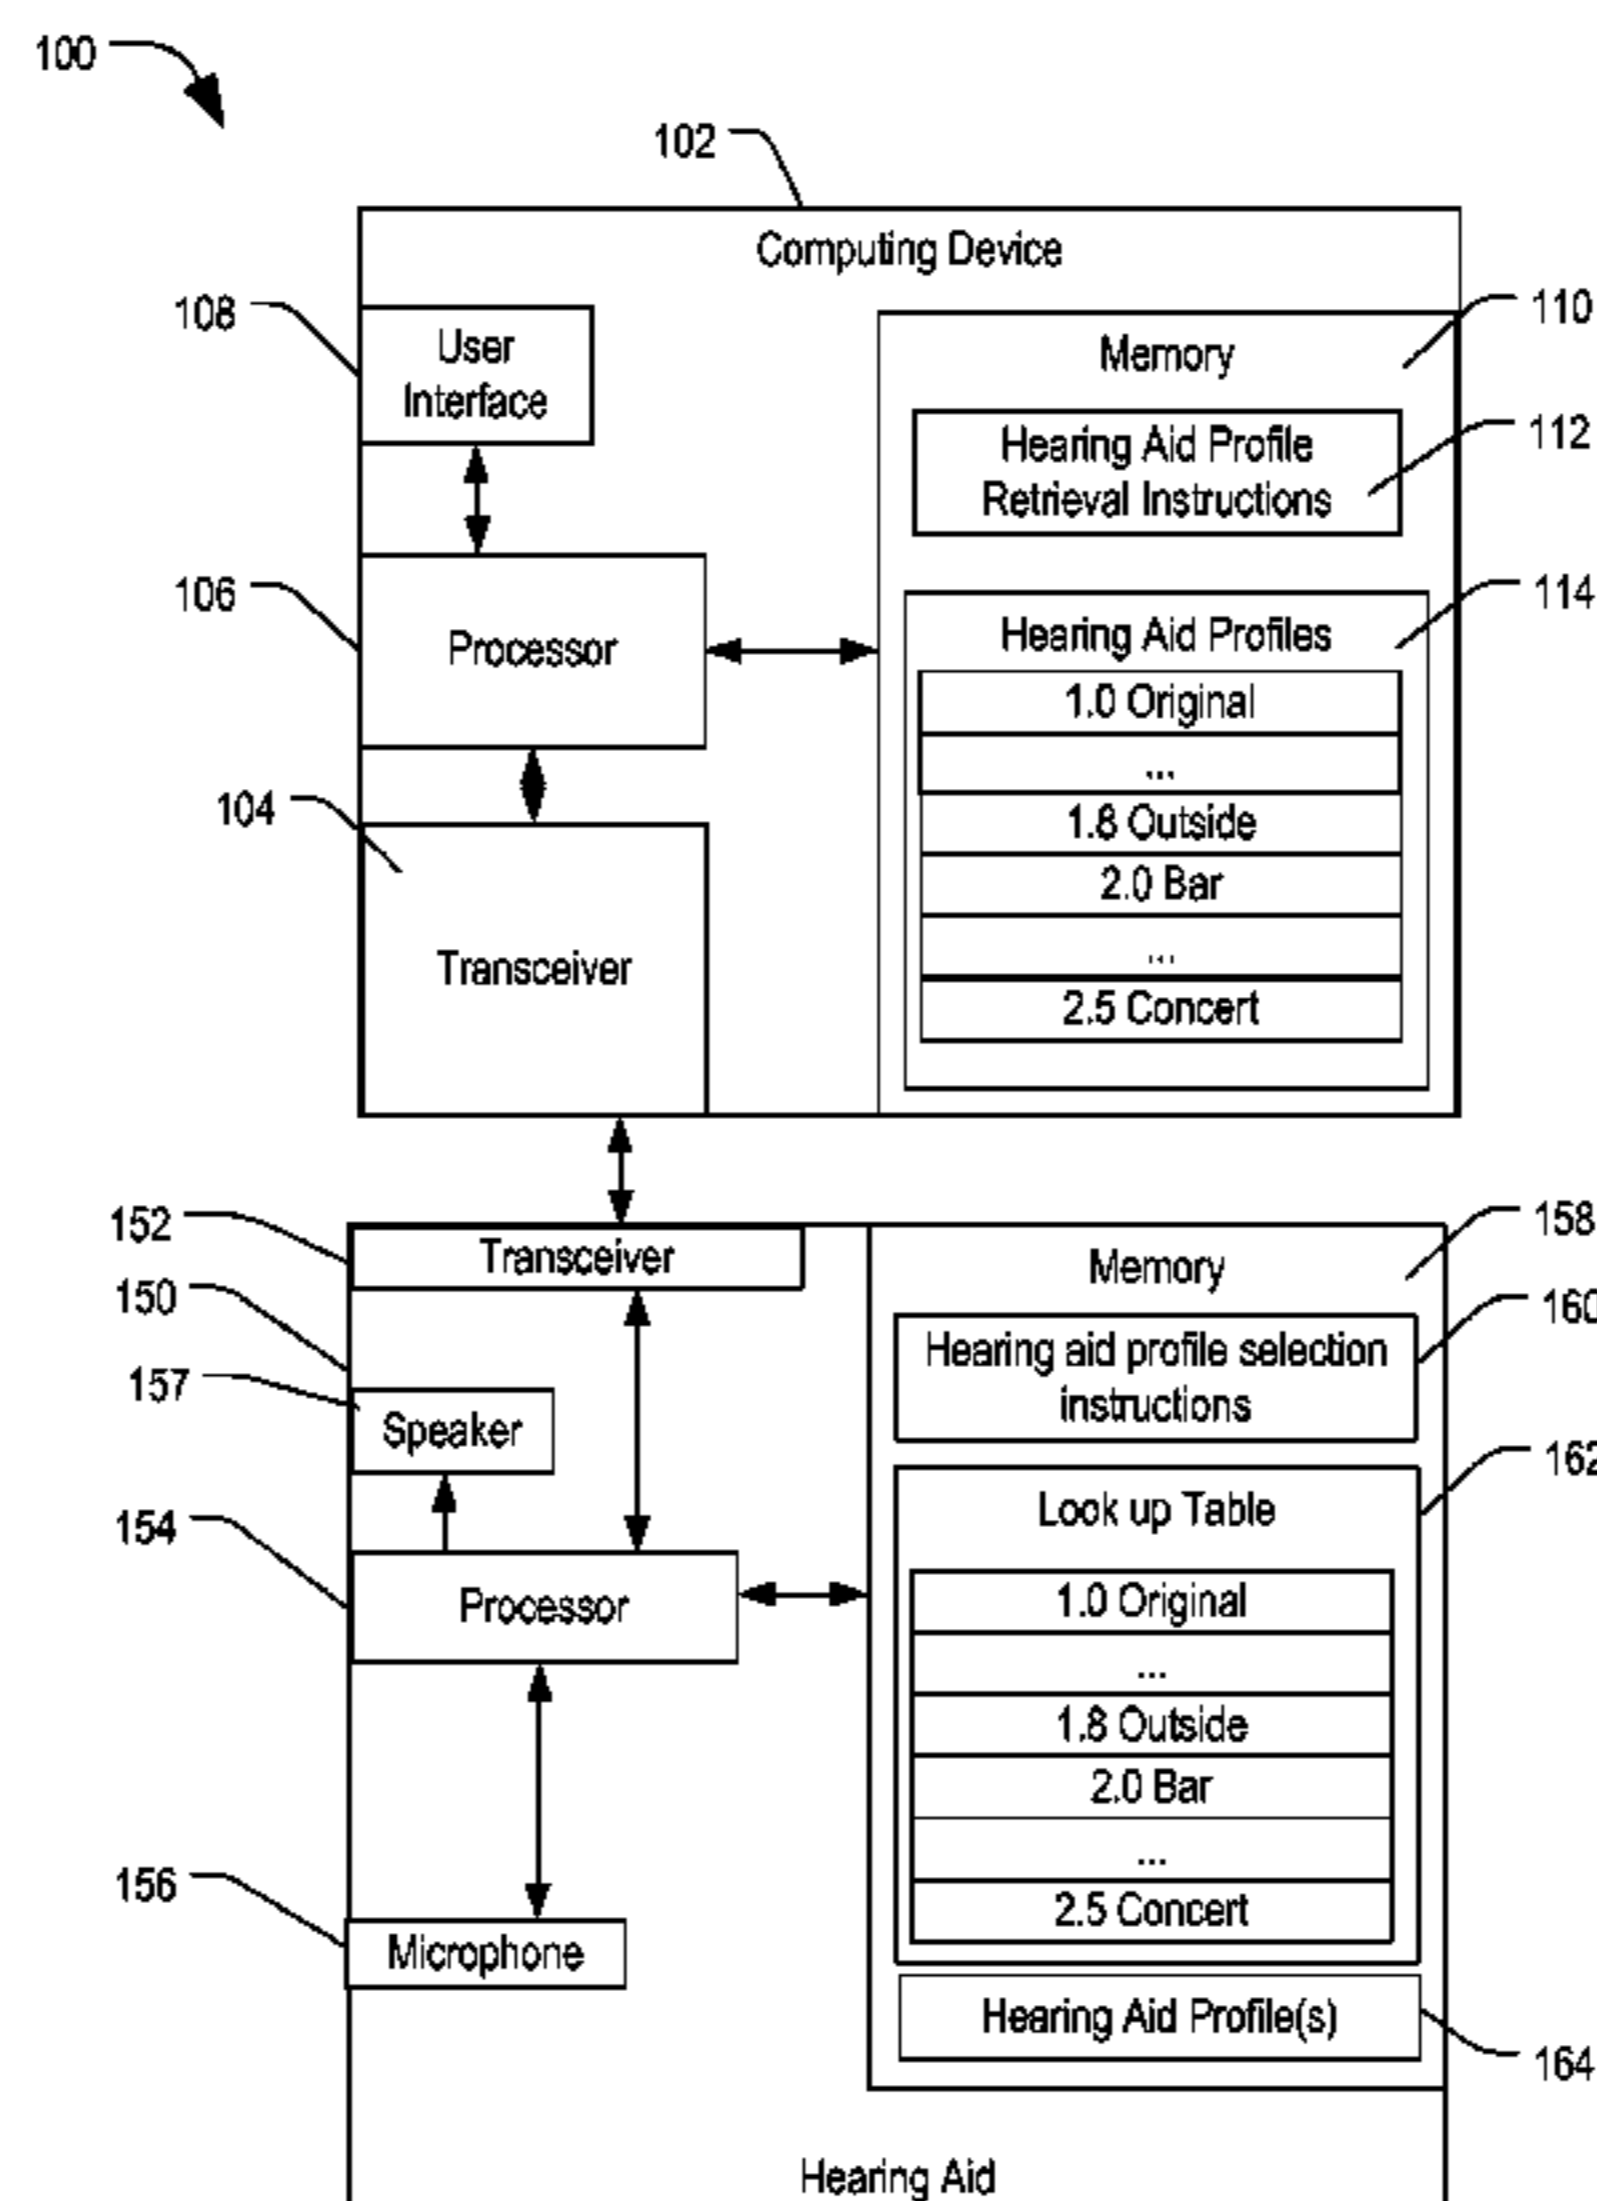 100
102
Computing Device
108
User
Interface
110
Memory
112
Hearing Aid Profile
Retrieval Instructions
106
Processor
114
Hearing Aid Profiles
1.0 Original
...
1.8 Outside
2.0 Bar
...
2.5 Concert
104
Transceiver
152
Transceiver
150
157
Speaker
154
Processor
156
Microphone
158
Memory
160
Hearing aid profile selection
instructions
162
Look up Table
1.0 Original
...
1.8 Outside
2.0 Bar
...
2.5 Concert
Hearing Aid Profile(s)
164
Hearing Aid